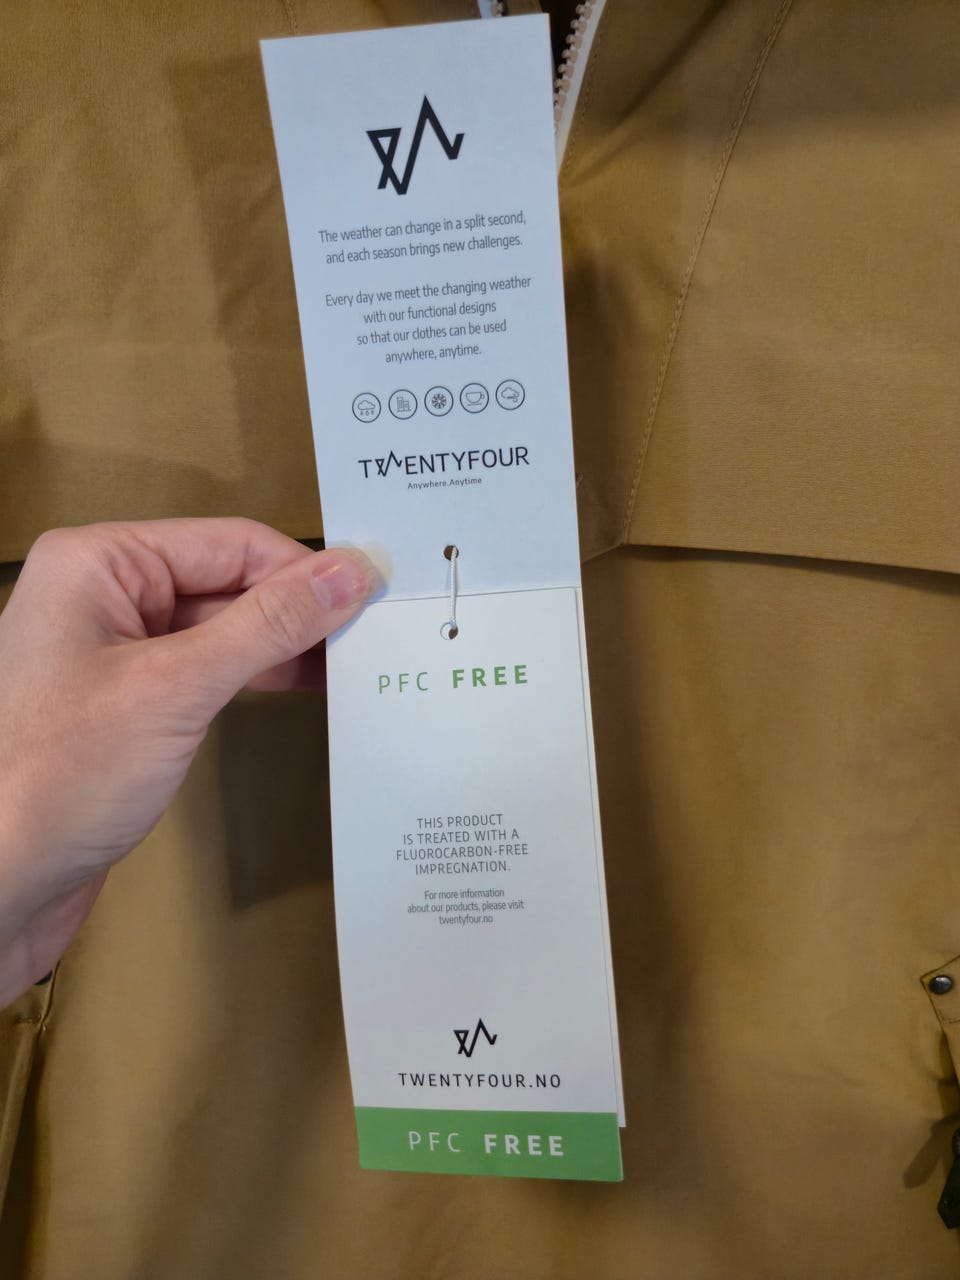 The weather can change in a split second,
and each season brings new challenges.
Every day we meet the changing weather
with our functional designs
so that our clothes can be used
anywhere, anytime.
TWENTYFOUR
Anywhere.Anytime
PFC FREE
THIS PRODUCT
IS TREATED WITH A
FLUOROCARBON-FREE
IMPREGNATION.
For more information
about our products, please visit
twentyfour.no
TWENTYFOUR.NO
PFC FREE